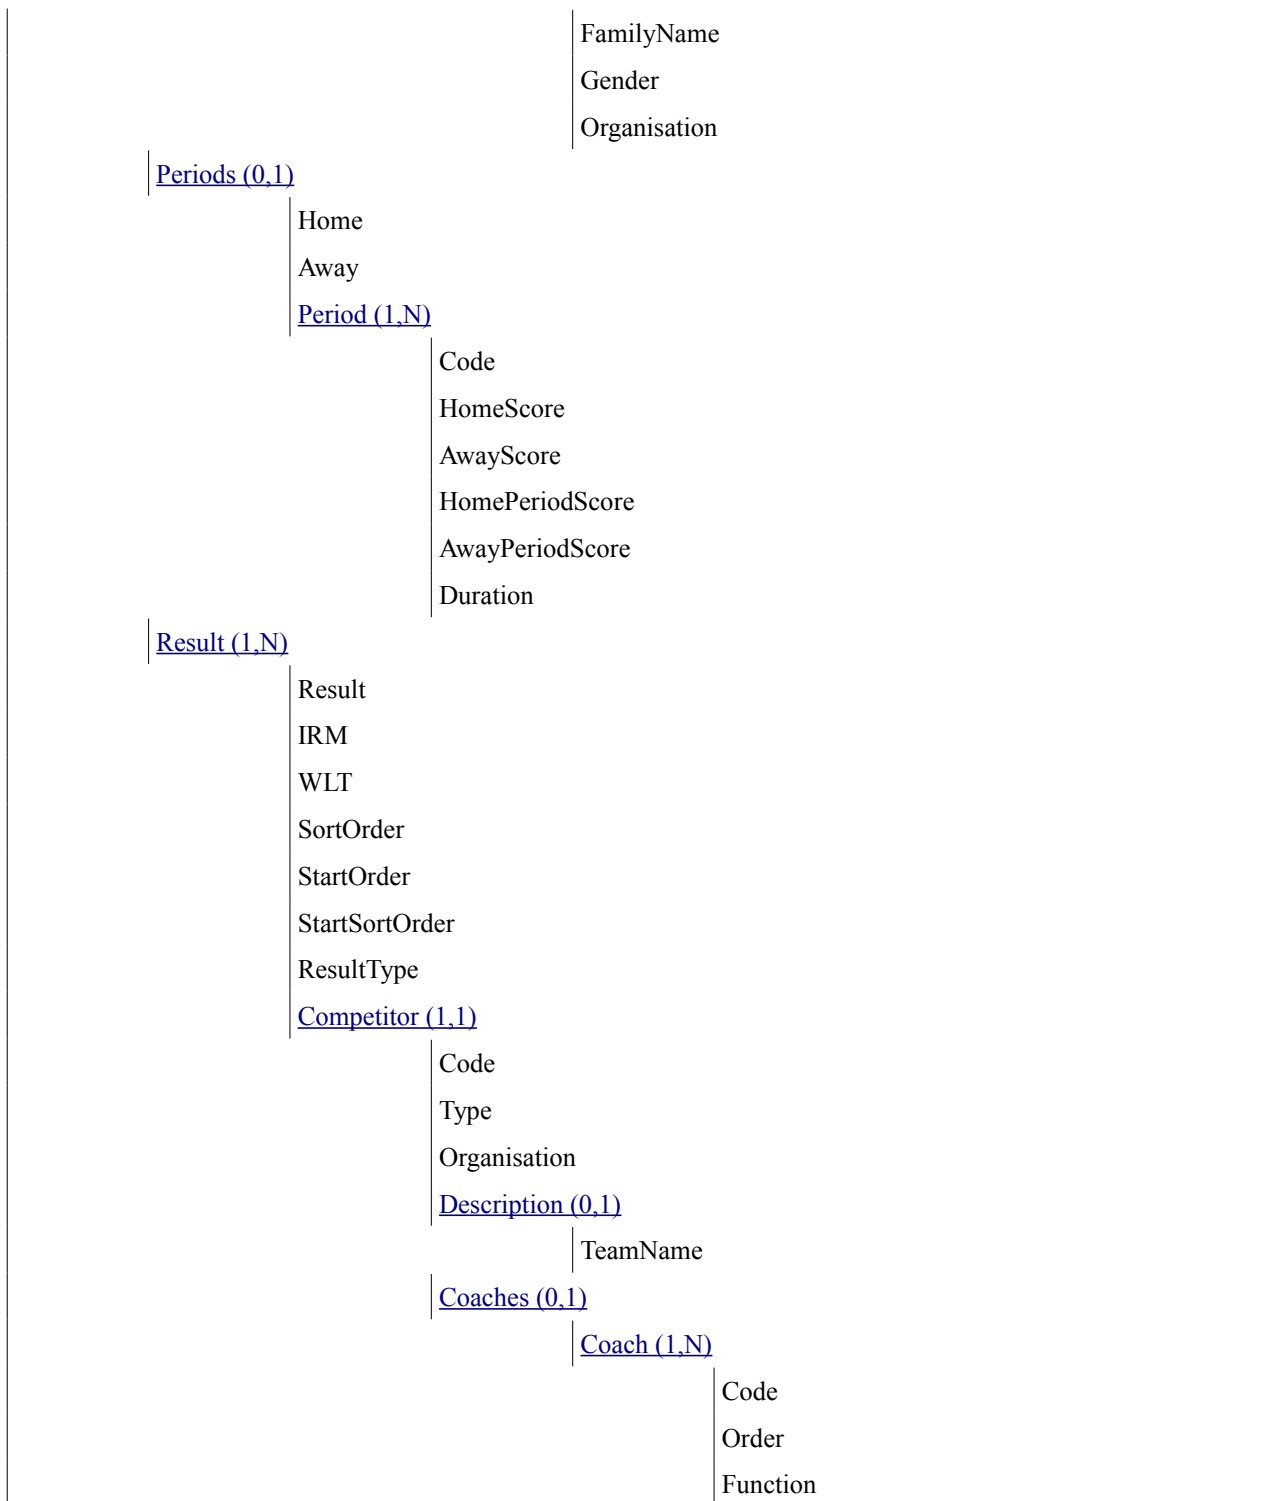 FamilyName
Gender
Organisation
Periods (0,1)
Home
Away
Period (1,N)
Code
HomeScore
AwayScore
HomePeriodScore
AwayPeriodScore
Duration
Result (1,N)
Result
IRM
WLT
SortOrder
StartOrder
StartSortOrder
ResultType
Competitor (1,1)
Code
Type
Organisation
Description (0,1)
TeamName
Coaches (0,1)
Coach (1,N)
Code
Order
Function